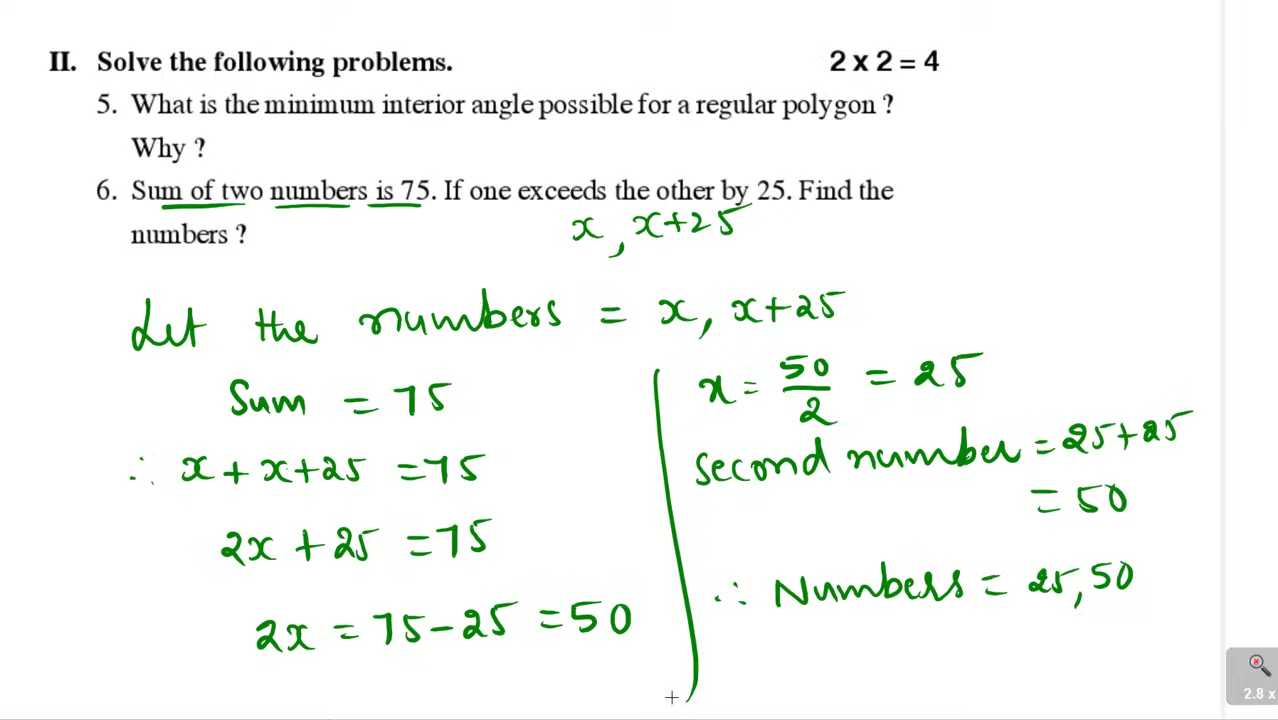 II. Solve the following problems. 2 x 2 = 4
5. What is the minimum interior angle possible for a regular polygon ?
Why ?
6. Sum of two numbers is 75. If one exceeds the other by 25. Find the
numbers ?
x, x+25
Let the numbers = x, x+25
Sum = 75
∴ x + x+25 = 75
2x + 25 = 75
2x = 75-25 = 50
x = 50/2 = 25
second number = 25+25
= 50
∴ Numbers = 25, 50
2.8 x